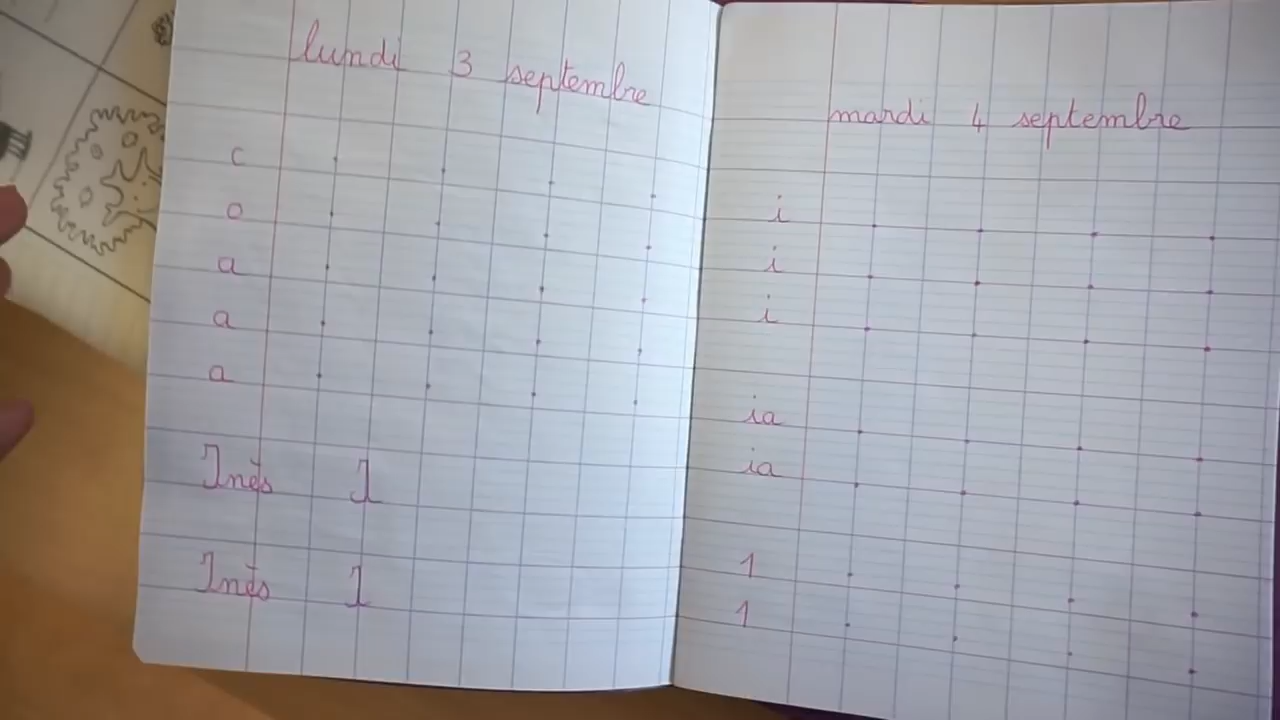 lundi 3 septembre
c
o
a
a
a
Inès I
Inès I
mardi 4 septembre
i
i
i
ia
ia
1
1